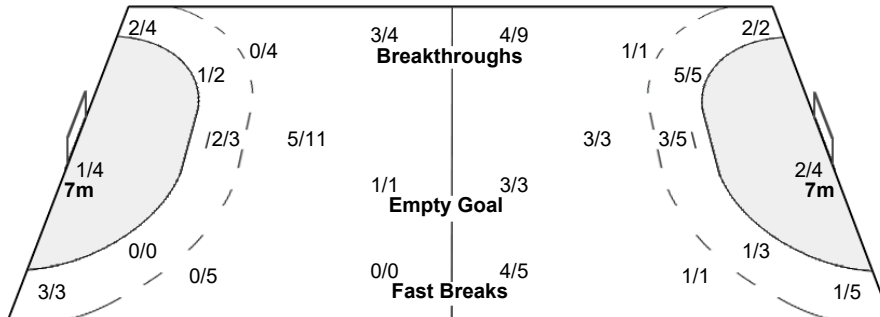 2/4 3/4 4/9 2/2
0/4 Breakthroughs 1/1
1/2 5/5
2/3 5/11 3/3 3/5
1/4 2/4
7m 1/1 3/3 7m
Empty Goal
0/0 1/3
0/5 0/0 4/5 1/1
3/3 Fast Breaks 1/5